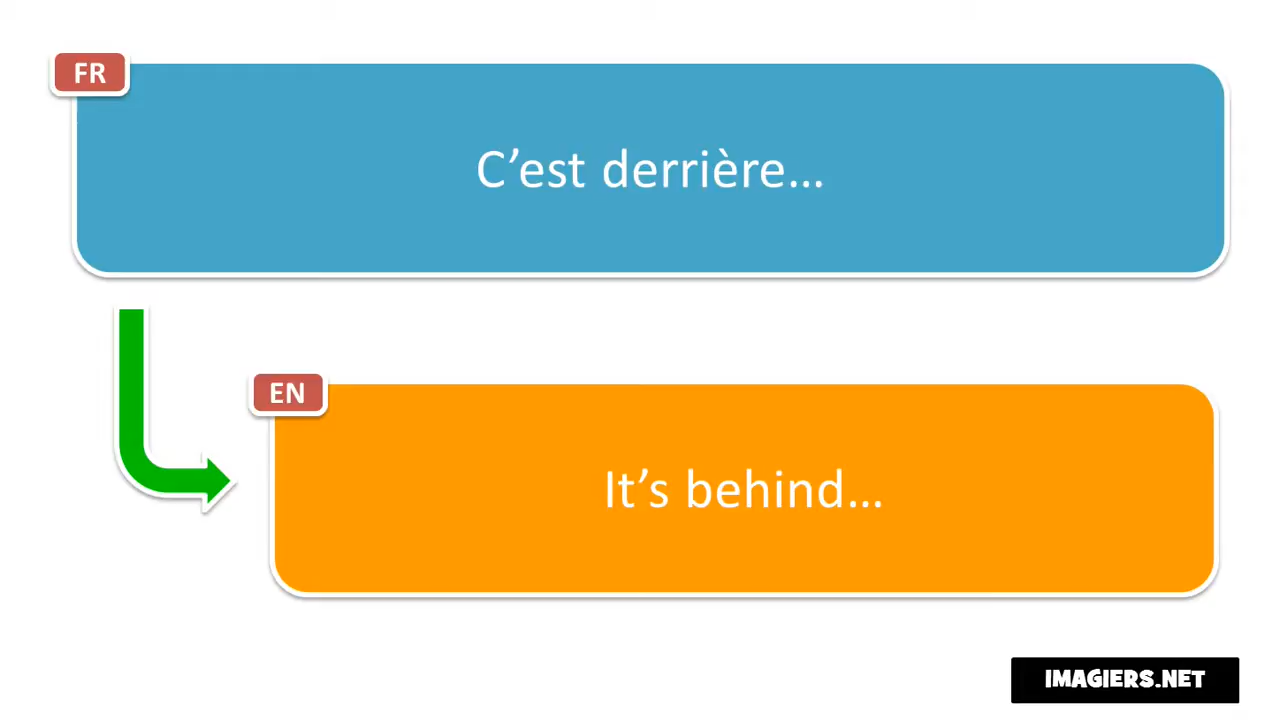 FR
C’est derrière…
EN
It’s behind…
IMAGIERS.NET